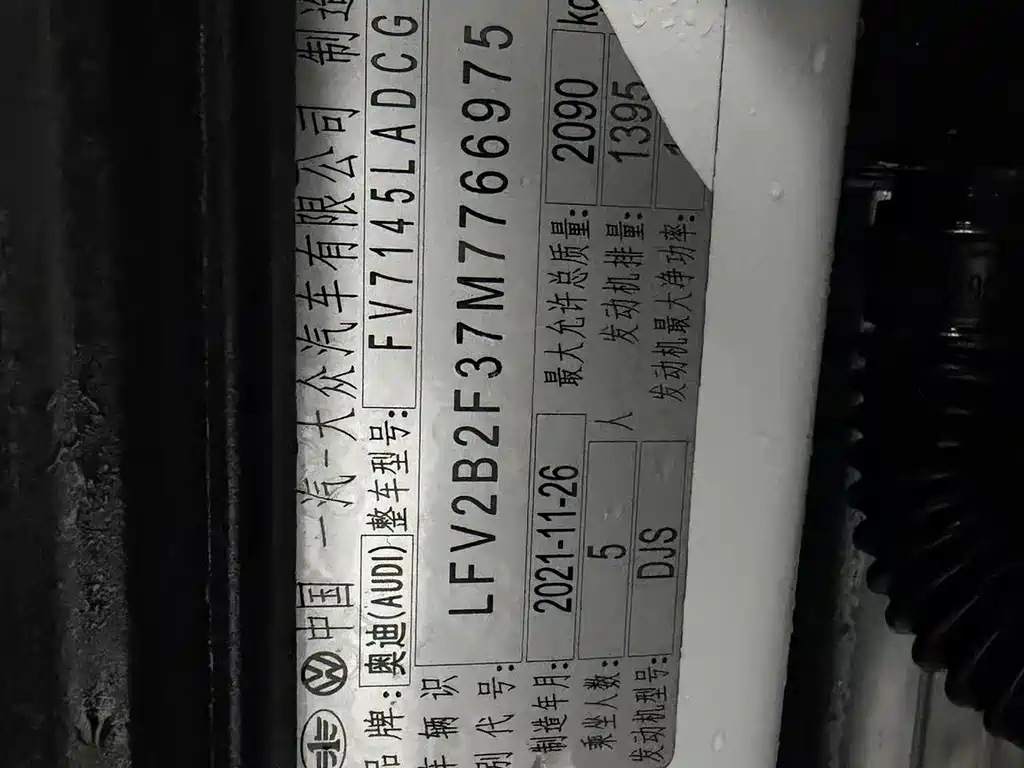 中国 一汽-大众汽车有限公司 制造
品牌: 奥迪(AUDI) 整车型号: FV7145LADCG
车辆识别代号: LFV2B2F37M7766975
制造年月: 2021-11-26 最大允许总质量: 2090 kg
乘坐人数: 5 人 发动机排量: 1395
发动机型号: DJS 发动机最大净功率: